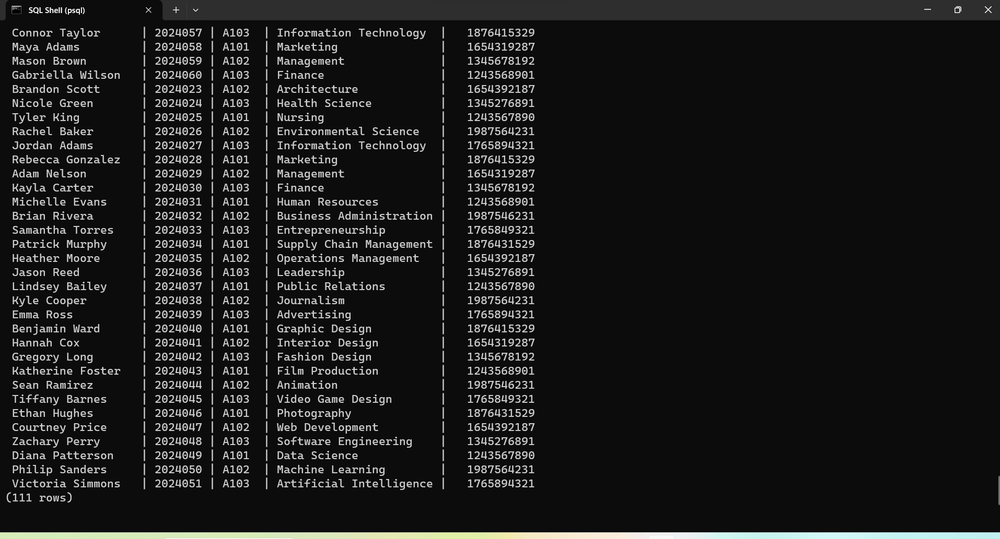 SQL Shell (psql)
Connor Taylor | 2024057 | A103 | Information Technology | 1876415329
Maya Adams | 2024058 | A101 | Marketing | 1654319287
Mason Brown | 2024059 | A102 | Management | 1345678192
Gabriella Wilson | 2024060 | A103 | Finance | 1243568901
Brandon Scott | 2024023 | A102 | Architecture | 1654392187
Nicole Green | 2024024 | A103 | Health Science | 1345276891
Tyler King | 2024025 | A101 | Nursing | 1243567890
Rachel Baker | 2024026 | A102 | Environmental Science | 1987564231
Jordan Adams | 2024027 | A103 | Information Technology | 1765894321
Rebecca Gonzalez | 2024028 | A101 | Marketing | 1876415329
Adam Nelson | 2024029 | A102 | Management | 1654319287
Kayla Carter | 2024030 | A103 | Finance | 1345678192
Michelle Evans | 2024031 | A101 | Human Resources | 1243568901
Brian Rivera | 2024032 | A102 | Business Administration | 1987546231
Samantha Torres | 2024033 | A103 | Entrepreneurship | 1765849321
Patrick Murphy | 2024034 | A101 | Supply Chain Management | 1876431529
Heather Moore | 2024035 | A102 | Operations Management | 1654392187
Jason Reed | 2024036 | A103 | Leadership | 1345276891
Lindsey Bailey | 2024037 | A101 | Public Relations | 1243567890
Kyle Cooper | 2024038 | A102 | Journalism | 1987564231
Emma Ross | 2024039 | A103 | Advertising | 1765894321
Benjamin Ward | 2024040 | A101 | Graphic Design | 1876415329
Hannah Cox | 2024041 | A102 | Interior Design | 1654319287
Gregory Long | 2024042 | A103 | Fashion Design | 1345678192
Katherine Foster | 2024043 | A101 | Film Production | 1243568901
Sean Ramirez | 2024044 | A102 | Animation | 1987546231
Tiffany Barnes | 2024045 | A103 | Video Game Design | 1765849321
Ethan Hughes | 2024046 | A101 | Photography | 1876431529
Courtney Price | 2024047 | A102 | Web Development | 1654392187
Zachary Perry | 2024048 | A103 | Software Engineering | 1345276891
Diana Patterson | 2024049 | A101 | Data Science | 1243567890
Philip Sanders | 2024050 | A102 | Machine Learning | 1987564231
Victoria Simmons | 2024051 | A103 | Artificial Intelligence | 1765894321
(111 rows)